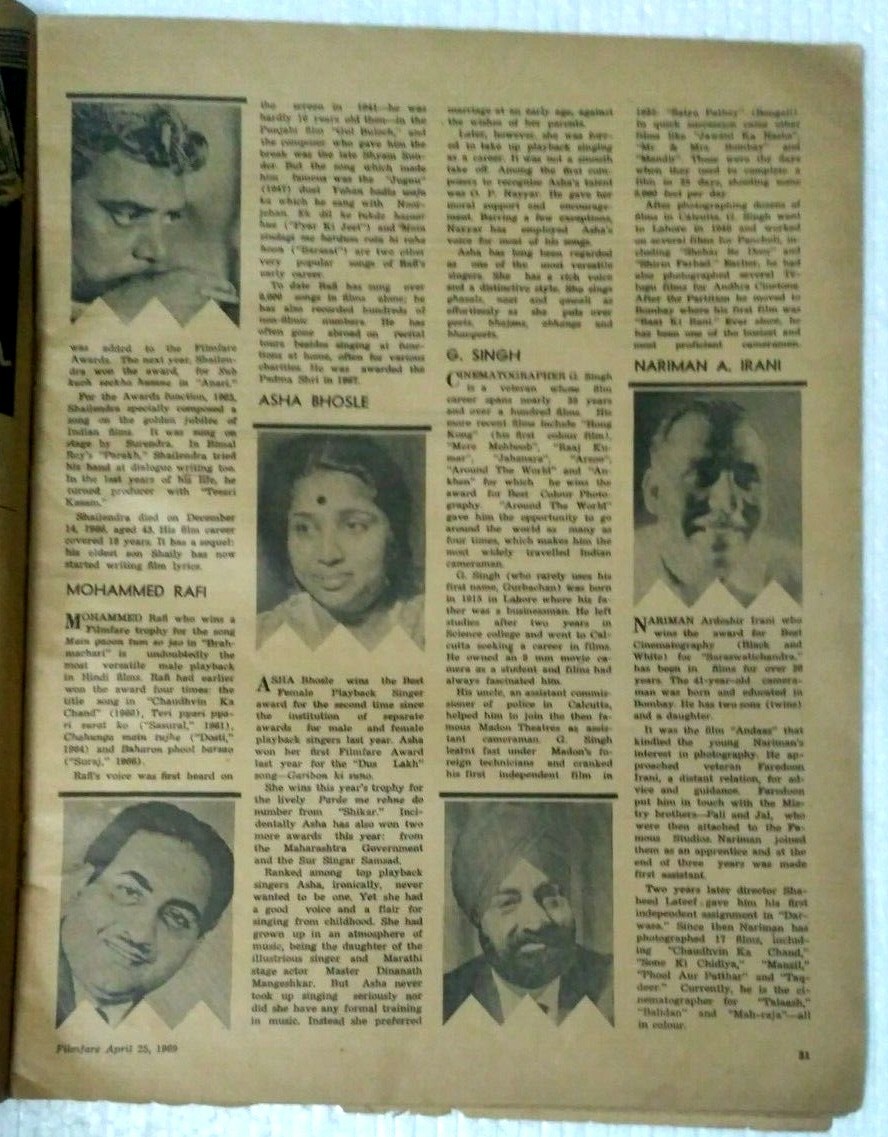 was added to the Filmfare
Awards. The next year, Shailen-
dra won the award, for Sub
kuch seekha hamne in "Anari."
For the Awards function, 1963,
Shailendra specially composed a
song on the golden jubilee of
Indian films. It was sung on
stage by Surendra. In Bimal
Roy's "Parakh," Shailendra tried
his hand at dialogue writing too.
In the last years of his life, he
turned producer with "Teesri
Kasam."
Shailendra died on December
14, 1966, aged 43. His film career
covered 18 years. It has a sequel:
his eldest son Shaily has now
started writing film lyrics.
MOHAMMED RAFI
MOHAMMED Rafi who wins a
Filmfare trophy for the song
Main gaoon tum so jao in "Brah-
machari" is undoubtedly the
most versatile male playback
in Hindi films. Rafi had earlier
won the award four times: the
title song in "Chaudhvin Ka
Chand" (1960), Teri pyari pya-
ri surat ko ("Sasural," 1961),
Chahunga main tujhe ("Dosti,"
1964) and Baharon phool barsao
("Suraj," 1966).
Rafi's voice was first heard on
the screen in 1941—he was
hardly 16 years old then—in the
Punjabi film "Gul Buloch," and
the composer who gave him the
break was the late Shyam Sun-
der. But the song which made
him famous was the "Jugnu"
(1947) duet Yahan badla wafa
ka which he sang with Noor-
jehan. Ek dil ke tukde hazaar
hue ("Pyar Ki Jeet") and
hoon ("Barsaat") are two other
very popular songs of Rafi's
early career.
To date Rafi has sung over
songs in films alone; he
has also recorded hundreds of
non-filmic numbers. He has
often gone abroad on recital
tours besides singing at func-
tions at home, often for various
charities. He was awarded the
Padma Shri in 1967.
ASHA BHOSLE
ASHA Bhosle wins the Best
Female Playback Singer
award for the second time since
the institution of separate
awards for male and female
playback singers last year. Asha
won her first Filmfare Award
last year for the "Dus Lakh"
song—Garibon ki suno.
She wins this year's trophy for
the lively Parde me rehne do
number from "Shikar." Inci-
dentally Asha has also won two
more awards this year: from
the Maharashtra Government
and the Sur Singar Samsad.
Ranked among top playback
singers Asha, ironically, never
wanted to be one. Yet she had
a good voice and a flair for
singing from childhood. She had
grown up in an atmosphere of
music, being the daughter of the
illustrious singer and Marathi
stage actor Master Dinanath
Mangeshkar. But Asha never
took up singing seriously nor
did she have any formal training
in music. Instead she preferred
marriage at an early age, against
the wishes of her parents.
Later, however, she was forc-
ed to take up playback singing
as a career. It was not a smooth
take off. Among the first com-
posers to recognise Asha's talent
was O. P. Nayyar. He gave her
moral support and encourage-
ment. Barring a few exceptions,
Nayyar has employed Asha's
voice for most of his songs.
Asha has long been regarded
as one of the most versatile
singers. She has a rich voice
and a distinctive style. She sings
ghazals, naat and qawali as
effortlessly as she pulls over
geets, bhajans, abhangs and
bhavgeets.
G. SINGH
CINEMATOGRAPHER G. Singh
is a veteran whose film
career spans nearly years
and over a hundred films. His
more recent films include "Hong
Kong" (his first colour film),
"Mere Mehboob", "Raaj Ku-
mar", "Jahanara", "Arzoo",
"Around The World" and "An-
khen" for which he wins the
award for Best Colour Photo-
graphy. "Around The World"
gave him the opportunity to go
around the world as many as
four times, which makes him the
most widely travelled Indian
cameraman.
G. Singh (who rarely uses his
first name, Gurbachan) was born
in 1915 in Lahore where his fa-
ther was a businessman. He left
studies after two years in
Science college and went to Cal-
cutta seeking a career in films.
He owned an 8 mm movie ca-
mera as a student and films had
always fascinated him.
His uncle, an assistant commis-
sioner of police in Calcutta,
helped him to join the then fa-
mous Madon Theatres as assis-
tant cameraman. G. Singh
learnt fast under Madon's fo-
reign technicians and cranked
his first independent film in
"Satya Pathey" (Bengali).
In quick succession came other
films like "Jawani Ka Nasha",
"Mr & Mrs Bombay" and
"Mandir". Those were the days
when they used to complete a
film in days, shooting some
feet per day.
After photographing dozens of
films in Calcutta, G. Singh went
to Lahore in 1940 and worked
on several films for Pancholi, in-
cluding "Shehar Se Door" and
"Shirin Farhad." Earlier, he had
also photographed several Te-
lugu films for Andhra Cinetone.
After the Partition he moved to
Bombay where his first film was
"Raat Ki Rani." Ever since, he
has been one of the busiest and
most proficient cameramen.
NARIMAN A. IRANI
NARIMAN Ardeshir Irani who
wins the award for Best
Cinematography (Black and
White) for "Saraswatichandra,"
has been in films for over 20
years. The 41-year-old camera-
man was born and educated in
Bombay. He has two sons (twins)
and a daughter.
It was the film "Andaaz" that
kindled the young Nariman's
interest in photography. He ap-
proached veteran Faredoon
Irani, a distant relation, for ad-
vice and guidance. Faredoon
put him in touch with the Mis-
try brothers—Fali and Jal, who
were then attached to the Fa-
mous Studios. Nariman joined
them as an apprentice and at the
end of three years was made
first assistant.
Two years later director Sha-
heed Lateef gave him his first
independent assignment in "Dar-
waza." Since then Nariman has
photographed 17 films, includ-
ing "Chaudhvin Ka Chand,"
"Sone Ki Chidiya," "Manzil,"
"Phool Aur Patthar" and "Taq-
deer." Currently, he is the ci-
nematographer for "Talaash,"
"Balidan" and "Mah-raja"—all
in colour.
Filmfare April 25, 1969
31